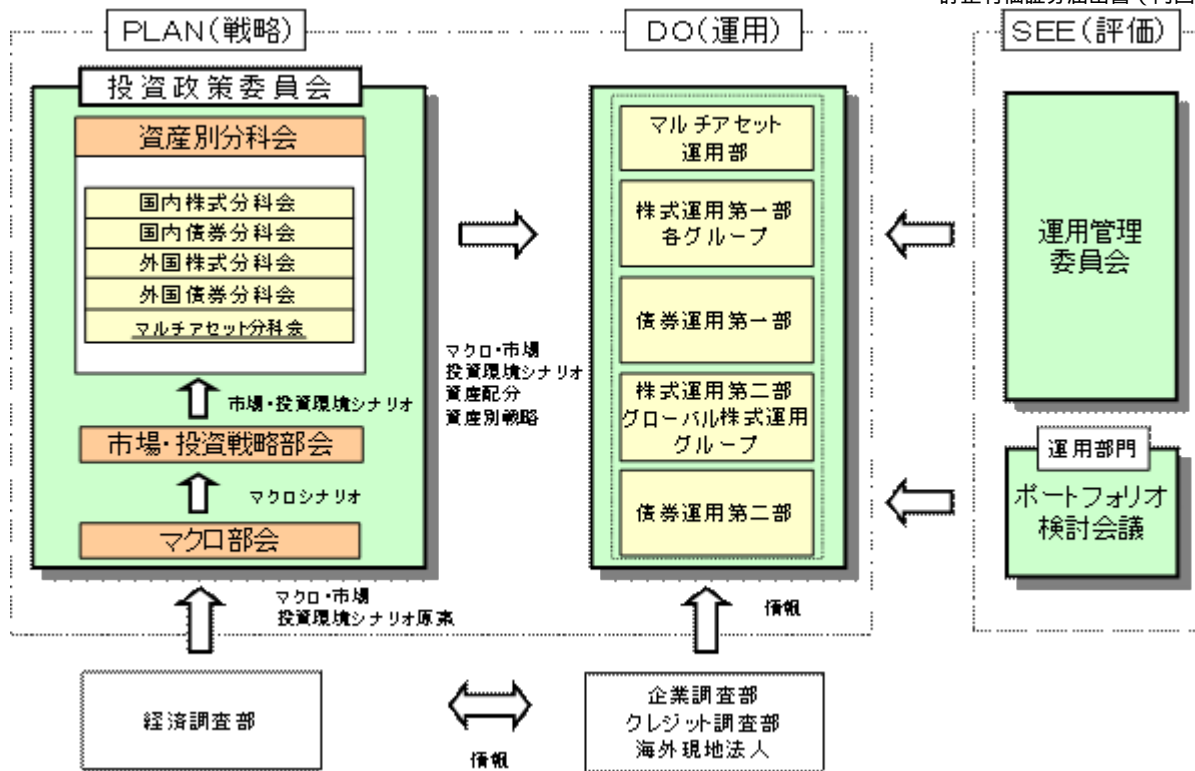 PLAN(戦略)
投資政策委員会
資産別分科会
国内株式分科会
国内債券分科会
外国株式分科会
外国債券分科会
マルチアセット分科会
市場・投資環境シナリオ
市場・投資戦略部会
マクロシナリオ
マクロ部会
マクロ・市場
投資環境シナリオ原案
経済調査部
マクロ・市場
投資環境シナリオ
資産配分
資産別戦略
DO(運用)
マルチアセット
運用部
株式運用第一部
各グループ
債券運用第一部
株式運用第二部
グローバル株式運用
グループ
債券運用第二部
情報
情報
企業調査部
クレジット調査部
海外現地法人
SEE(評価)
運用管理
委員会
運用部門
ポートフォリオ
検討会議